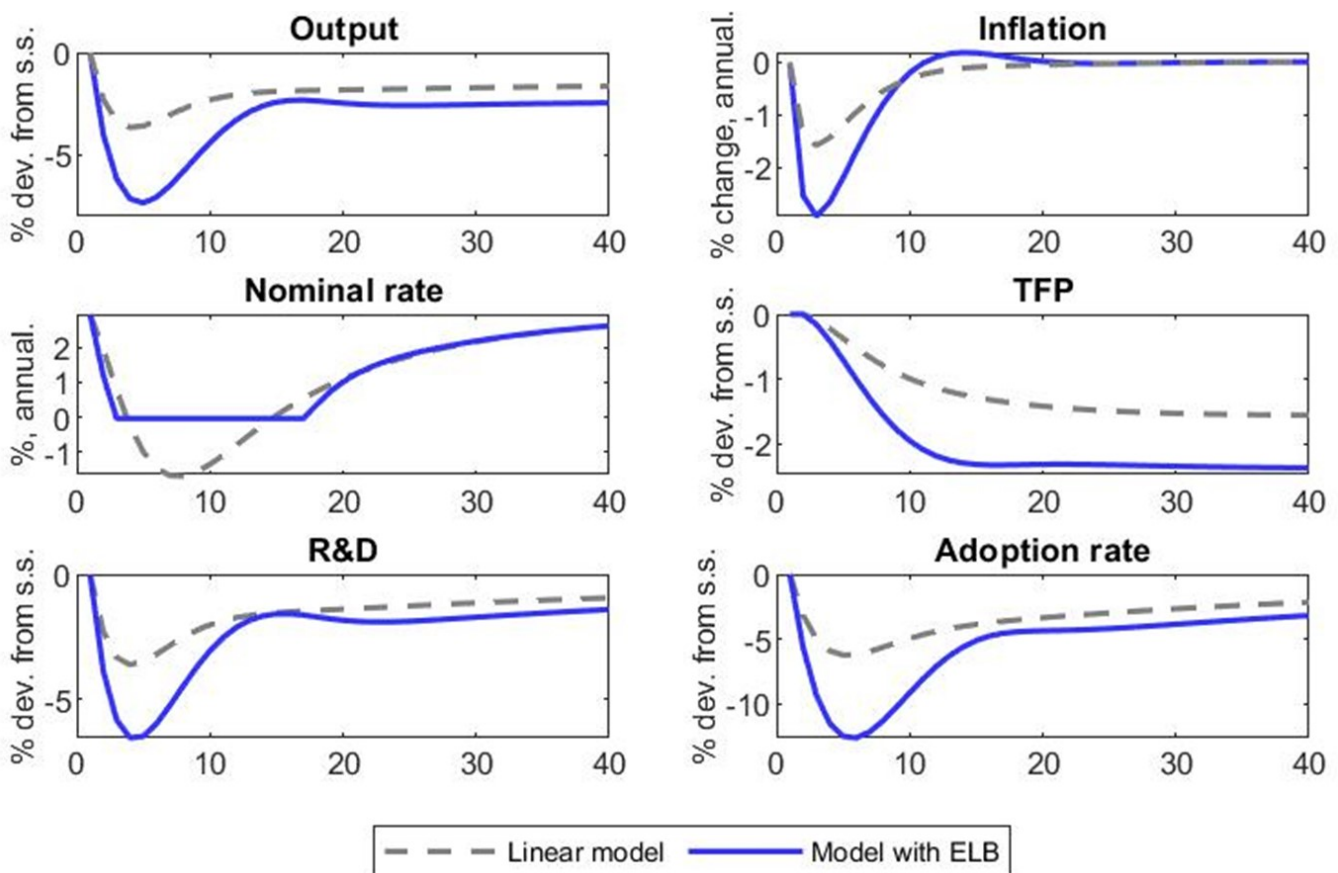 Output
% dev. from s.s.
0
-5
0 10 20 30 40
Inflation
% change, annual.
0
-1
-2
0 10 20 30 40
Nominal rate
%, annual.
2
1
0
-1
0 10 20 30 40
TFP
% dev. from s.s.
0
-1
-2
0 10 20 30 40
R&D
% dev. from s.s.
0
-5
0 10 20 30 40
Adoption rate
% dev. from s.s.
0
-5
-10
0 10 20 30 40
Linear model Model with ELB